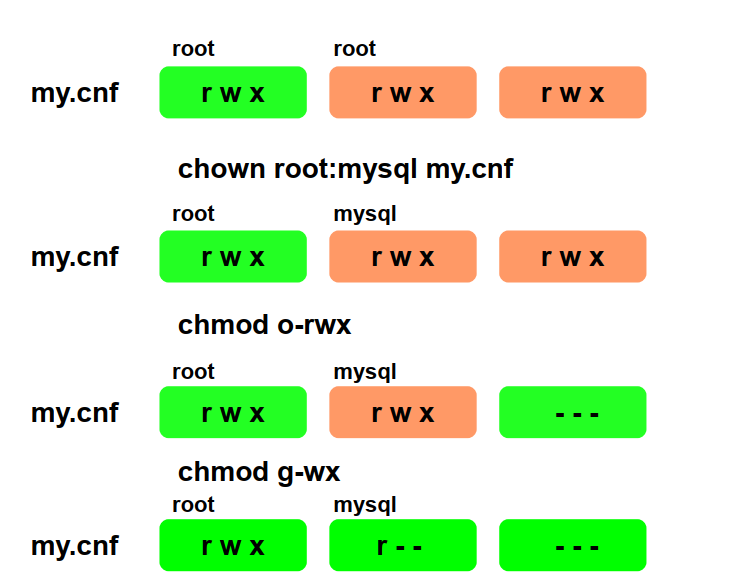 root root
my.cnf r w x r w x r w x
chown root:mysql my.cnf
root mysql
my.cnf r w x r w x r w x
chmod o-rwx
root mysql
my.cnf r w x r w x - - -
chmod g-wx
root mysql
my.cnf r w x r - - - - -